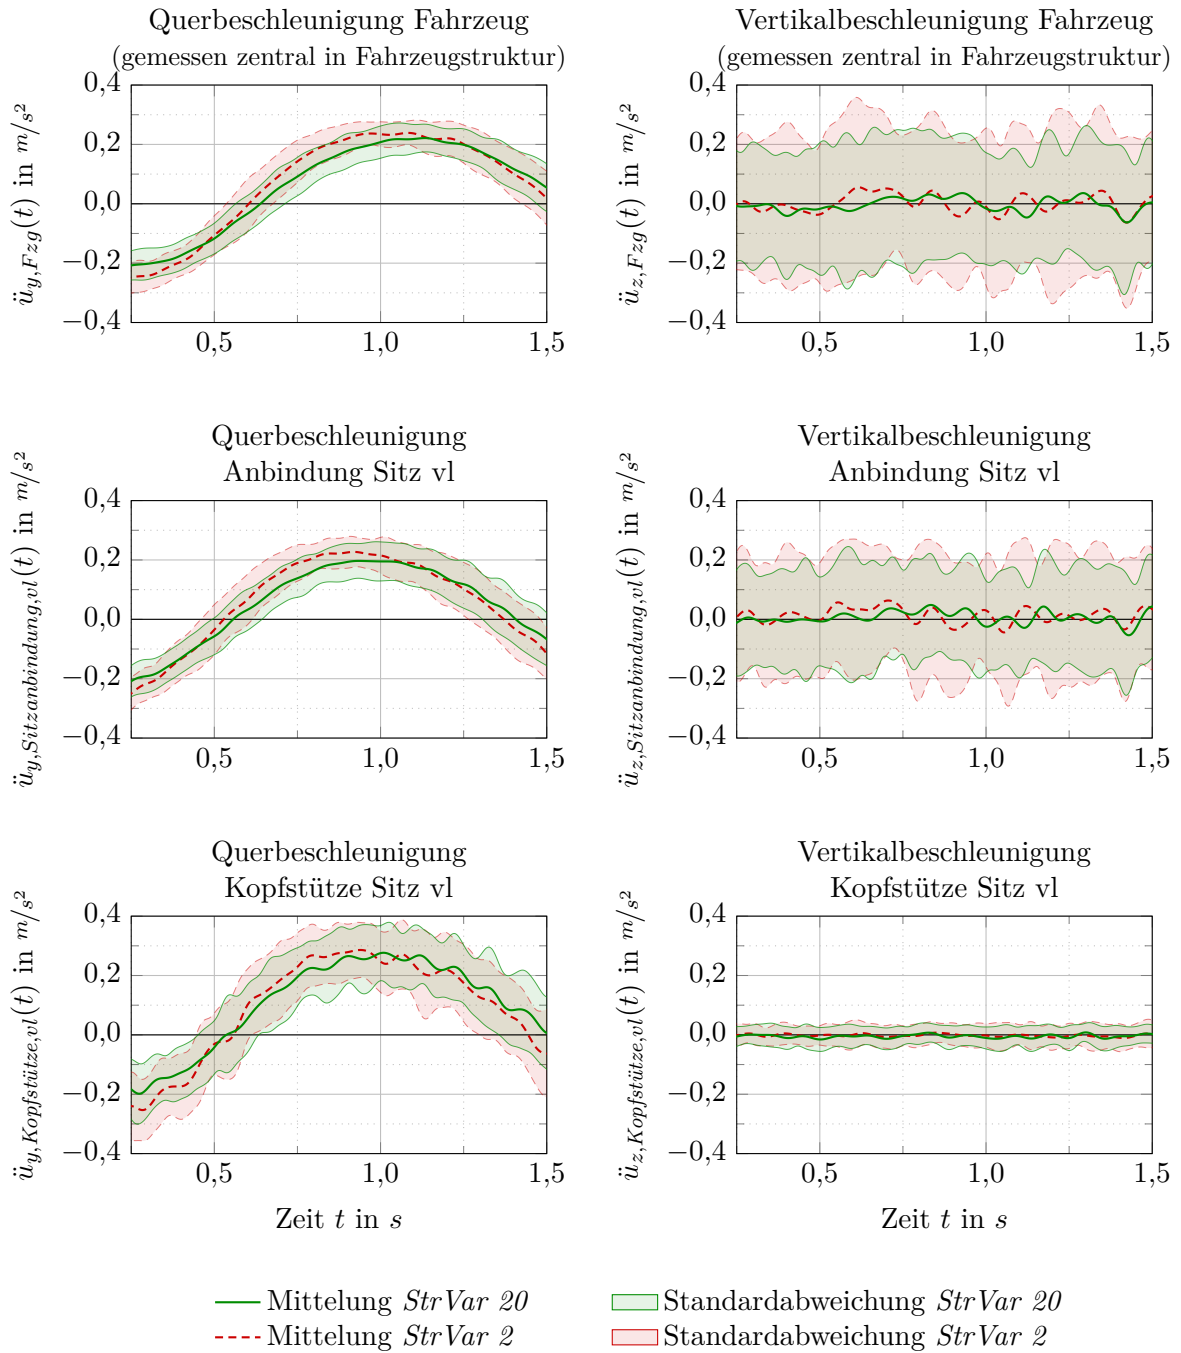 Querbeschleunigung Fahrzeug
(gemessen zentral in Fahrzeugstruktur)
ü_{y,Fzg}(t) in m/s²
0,4
0,2
0,0
−0,2
−0,4
0,5
1,0
1,5
Vertikalbeschleunigung Fahrzeug
(gemessen zentral in Fahrzeugstruktur)
ü_{z,Fzg}(t) in m/s²
0,4
0,2
0,0
−0,2
−0,4
0,5
1,0
1,5
Querbeschleunigung
Anbindung Sitz vl
ü_{y,Sitzanbindung,vl}(t) in m/s²
0,4
0,2
0,0
−0,2
−0,4
0,5
1,0
1,5
Vertikalbeschleunigung
Anbindung Sitz vl
ü_{z,Sitzanbindung,vl}(t) in m/s²
0,4
0,2
0,0
−0,2
−0,4
0,5
1,0
1,5
Querbeschleunigung
Kopfstütze Sitz vl
ü_{y,Kopfstütze,vl}(t) in m/s²
0,4
0,2
0,0
−0,2
−0,4
0,5
1,0
1,5
Zeit t in s
Vertikalbeschleunigung
Kopfstütze Sitz vl
ü_{z,Kopfstütze,vl}(t) in m/s²
0,4
0,2
0,0
−0,2
−0,4
0,5
1,0
1,5
Zeit t in s
Mittelung StrVar 20
Mittelung StrVar 2
Standardabweichung StrVar 20
Standardabweichung StrVar 2